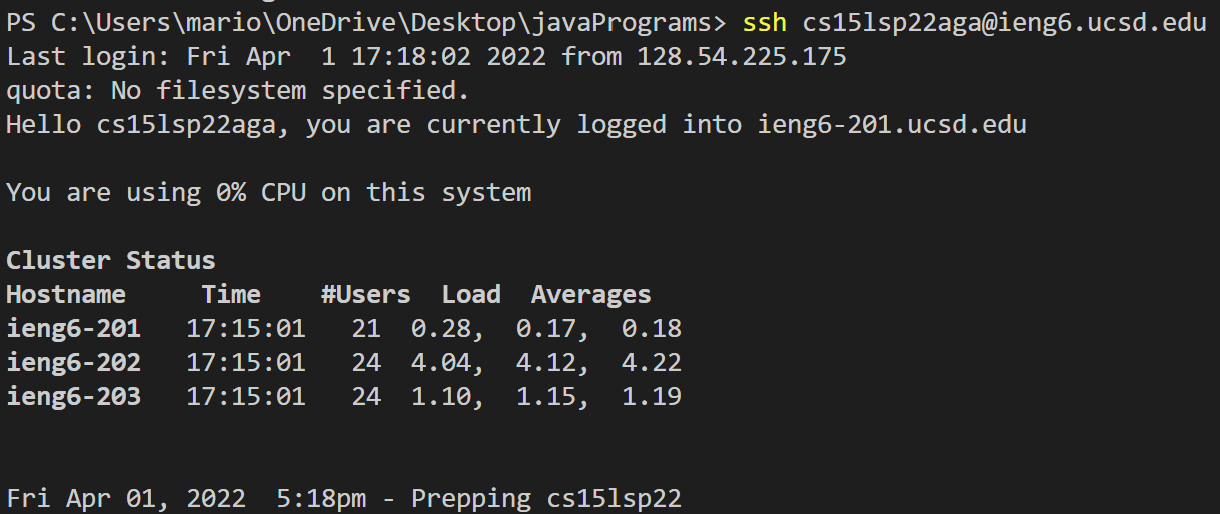 PS C:\Users\mario\OneDrive\Desktop\javaPrograms> ssh cs15lsp22aga@ieng6.ucsd.edu
Last login: Fri Apr  1 17:18:02 2022 from 128.54.225.175
quota: No filesystem specified.
Hello cs15lsp22aga, you are currently logged into ieng6-201.ucsd.edu
You are using 0% CPU on this system
Cluster Status
Hostname     Time    #Users  Load  Averages
ieng6-201   17:15:01   21  0.28,  0.17,  0.18
ieng6-202   17:15:01   24  4.04,  4.12,  4.22
ieng6-203   17:15:01   24  1.10,  1.15,  1.19
Fri Apr 01, 2022  5:18pm - Prepping cs15lsp22